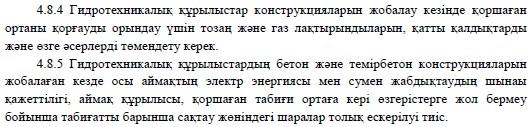 4.8.4 Гидротехникалық құрылыстар конструкцияларын жобалау кезінде қоршаған
ортаны қорғауды орындау үшін тозаң және газ лақтырындыларын, қатты қалдықтарды
және өзге әсерлерді төмендету керек.
4.8.5 Гидротехникалық құрылыстардың бетон және темірбетон конструкцияларын
жобалаған кезде осы аймақтың электр энергиясы мен сумен жабдықтаудың шынаы
қажеттілігі, аймақ құрылысы, қоршаған табиғи ортаға кері өзгерістерге жол бермеу
бойынша табиғатты барынша сақтау жөніндегі шаралар толық ескерілуі тиіс.